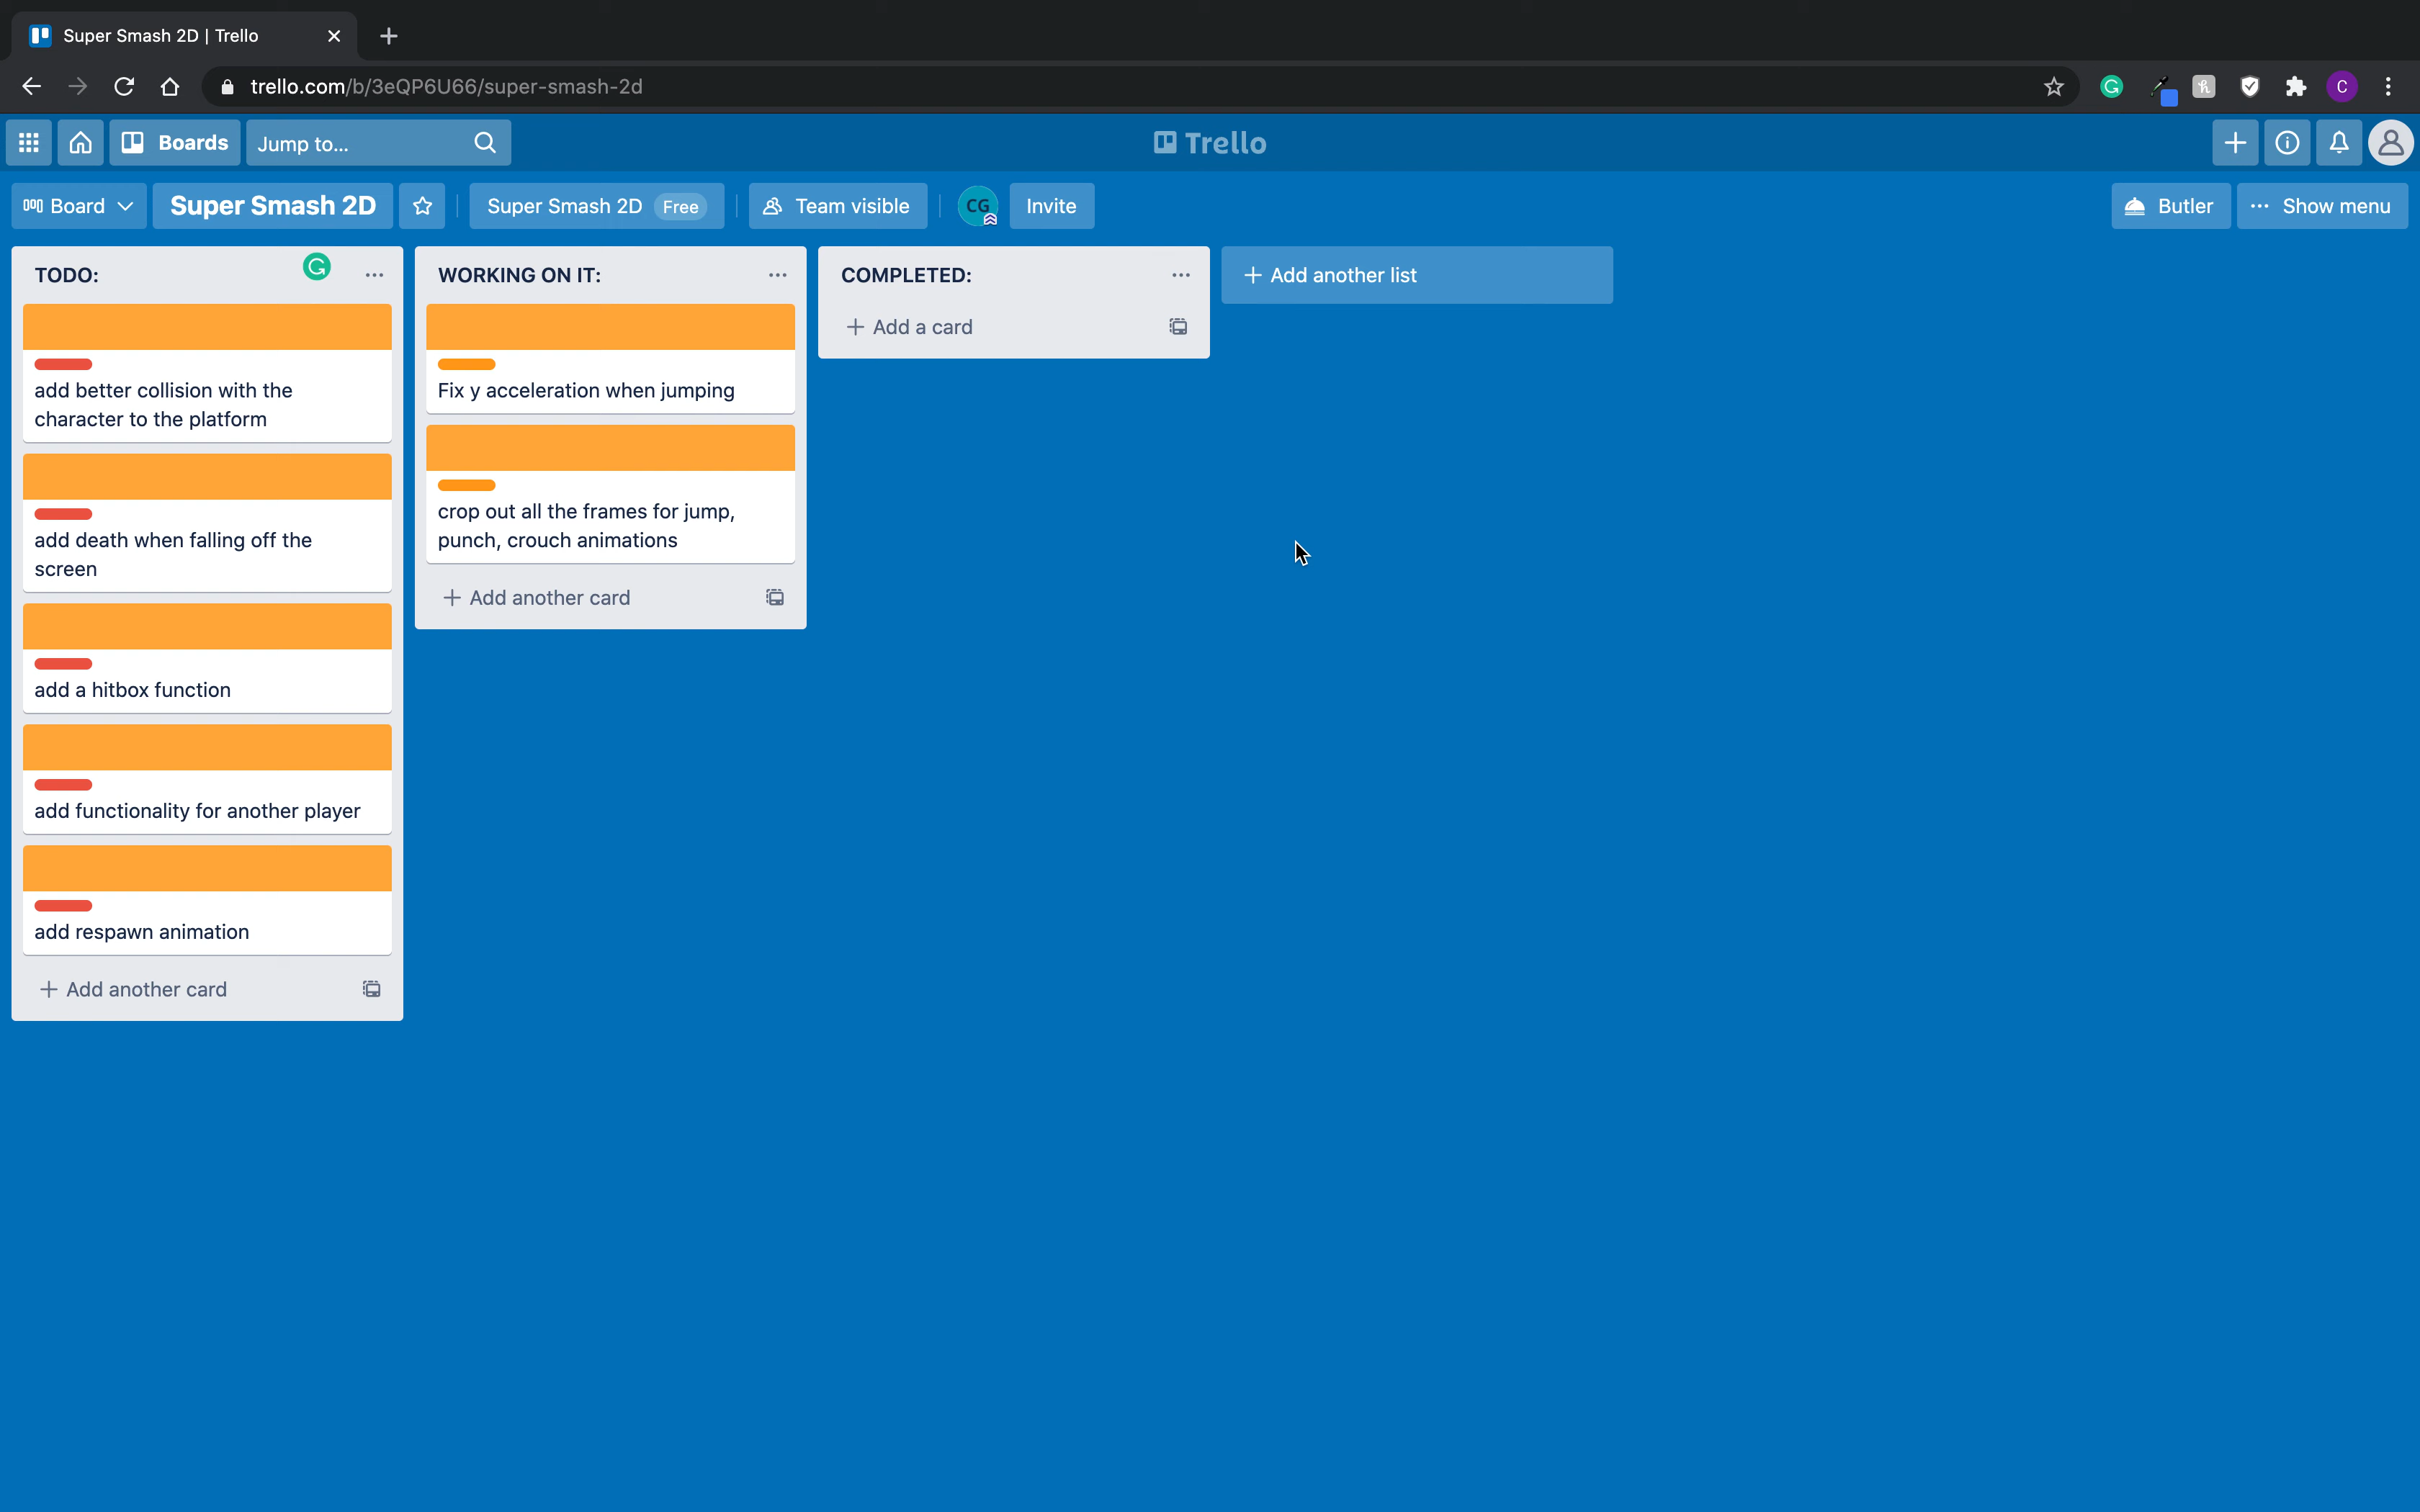 Super Smash 2D | Trello
trello.com/b/3eQP6U66/super-smash-2d
C
Boards
Jump to...
Trello
Board
Super Smash 2D
Super Smash 2D Free
Team visible
CG
Invite
Butler
Show menu
TODO:
add better collision with the
character to the platform
add death when falling off the
screen
add a hitbox function
add functionality for another player
add respawn animation
+ Add another card
WORKING ON IT:
Fix y acceleration when jumping
crop out all the frames for jump,
punch, crouch animations
+ Add another card
COMPLETED:
+ Add a card
+ Add another list